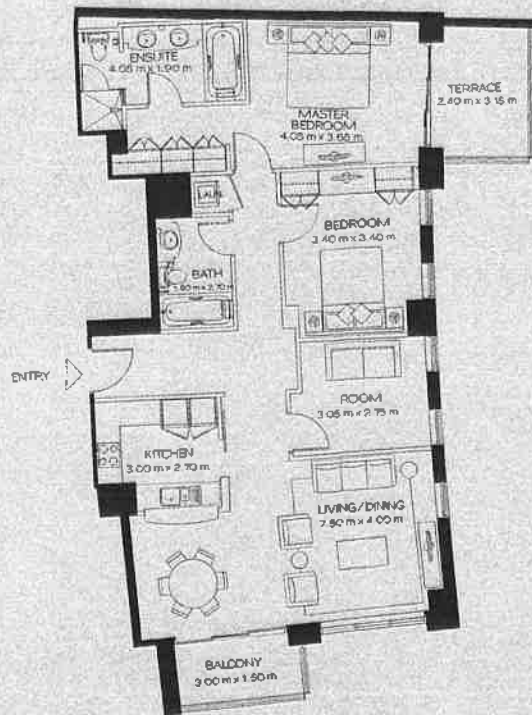 ENSUITE
4.05 m x 1.90 m
MASTER
BEDROOM
4.05 m x 3.65 m
TERRACE
2.40 m x 3.15 m
LAUN.
BEDROOM
3.40 m x 3.40 m
BATH
ENTRY
ROOM
3.05 m x 2.75 m
KITCHEN
3.00 m x 2.70 m
LIVING/DINING
7.50 m x 4.00 m
BALCONY
3.00 m x 1.50 m